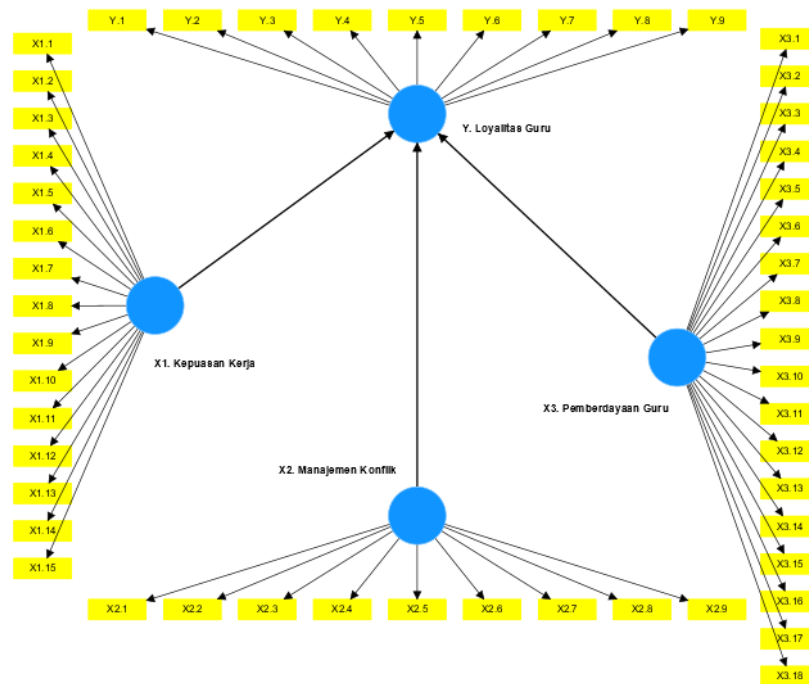 Y.1
Y.2
Y.3
Y.4
Y.5
Y.6
Y.7
Y.8
Y.9
Y. Loyalitas Guru
X1.1
X1.2
X1.3
X1.4
X1.5
X1.6
X1.7
X1.8
X1.9
X1.10
X1.11
X1.12
X1.13
X1.14
X1.15
X1. Kepuasan Kerja
X3.1
X3.2
X3.3
X3.4
X3.5
X3.6
X3.7
X3.8
X3.9
X3.10
X3.11
X3.12
X3.13
X3.14
X3.15
X3.16
X3.17
X3.18
X3. Pemberdayaan Guru
X2. Manajemen Konflik
X2.1
X2.2
X2.3
X2.4
X2.5
X2.6
X2.7
X2.8
X2.9